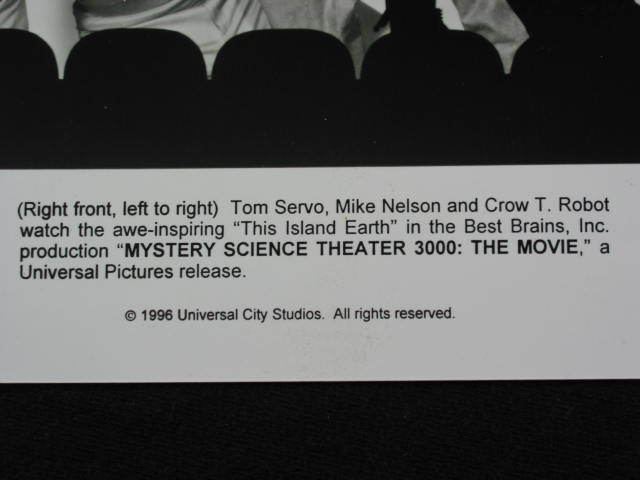 (Right front, left to right) Tom Servo, Mike Nelson and Crow T. Robot
watch the awe-inspiring “This Island Earth” in the Best Brains, Inc.
production “MYSTERY SCIENCE THEATER 3000: THE MOVIE,” a
Universal Pictures release.
© 1996 Universal City Studios. All rights reserved.